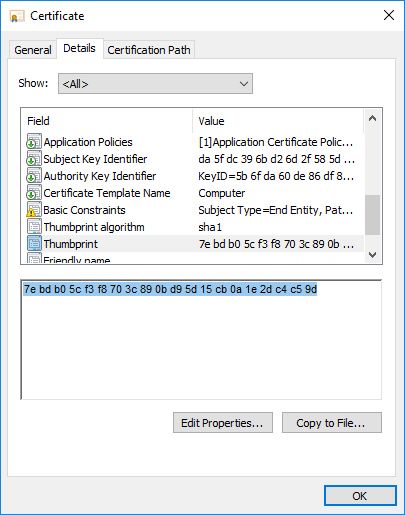 Certificate
General Details Certification Path
Show: <All>
Field Value
Application Policies [1]Application Certificate Polic...
Subject Key Identifier da 5f dc 39 6b d2 6d 2f 58 5d ...
Authority Key Identifier KeyID=5b 6f da 60 de 86 df 8...
Certificate Template Name Computer
Basic Constraints Subject Type=End Entity, Pat...
Thumbprint algorithm sha1
Thumbprint 7e bd b0 5c f3 f8 70 3c 89 0b ...
Friendly name
7e bd b0 5c f3 f8 70 3c 89 0b d9 5d 15 cb 0a 1e 2d c4 c5 9d
Edit Properties... Copy to File...
OK